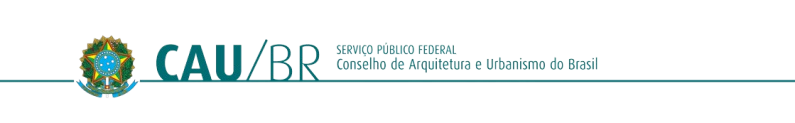 CAU/BR
SERVIÇO PÚBLICO FEDERAL
Conselho de Arquitetura e Urbanismo do Brasil